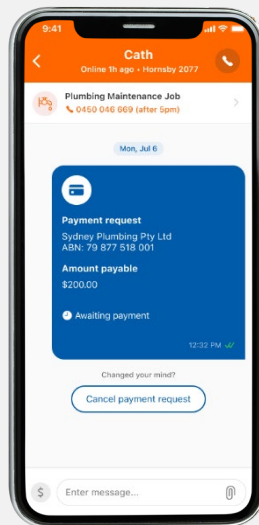 9:41
Cath
Online 1h ago • Hornsby 2077
Plumbing Maintenance Job
0450 046 669 (after 5pm)
Mon, Jul 6
Payment request
Sydney Plumbing Pty Ltd
ABN: 79 877 518 001
Amount payable
$200.00
Awaiting payment
12:32 PM
Changed your mind?
Cancel payment request
$ Enter message...